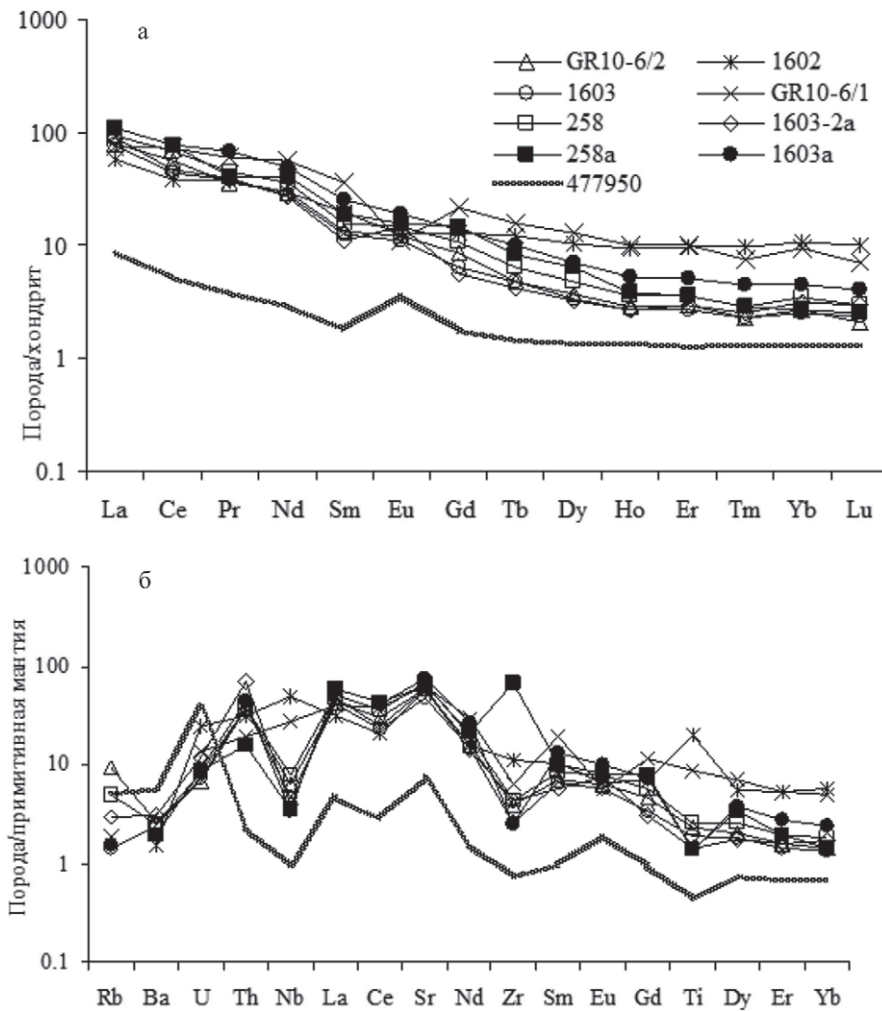 а
1000
100
10
1
0.1
Порода/хондрит
GR10-6/2 1602
1603 GR10-6/1
258 1603-2а
258а 1603а
477950
La Ce Pr Nd Sm Eu Gd Tb Dy Ho Er Tm Yb Lu
б
1000
100
10
1
0.1
Порода/примитивная мантия
Rb Ba U Th Nb La Ce Sr Nd Zr Sm Eu Gd Ti Dy Er Yb